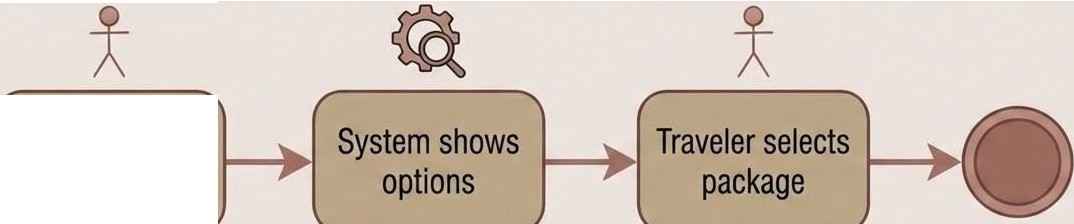 System shows
options
Traveler selects
package